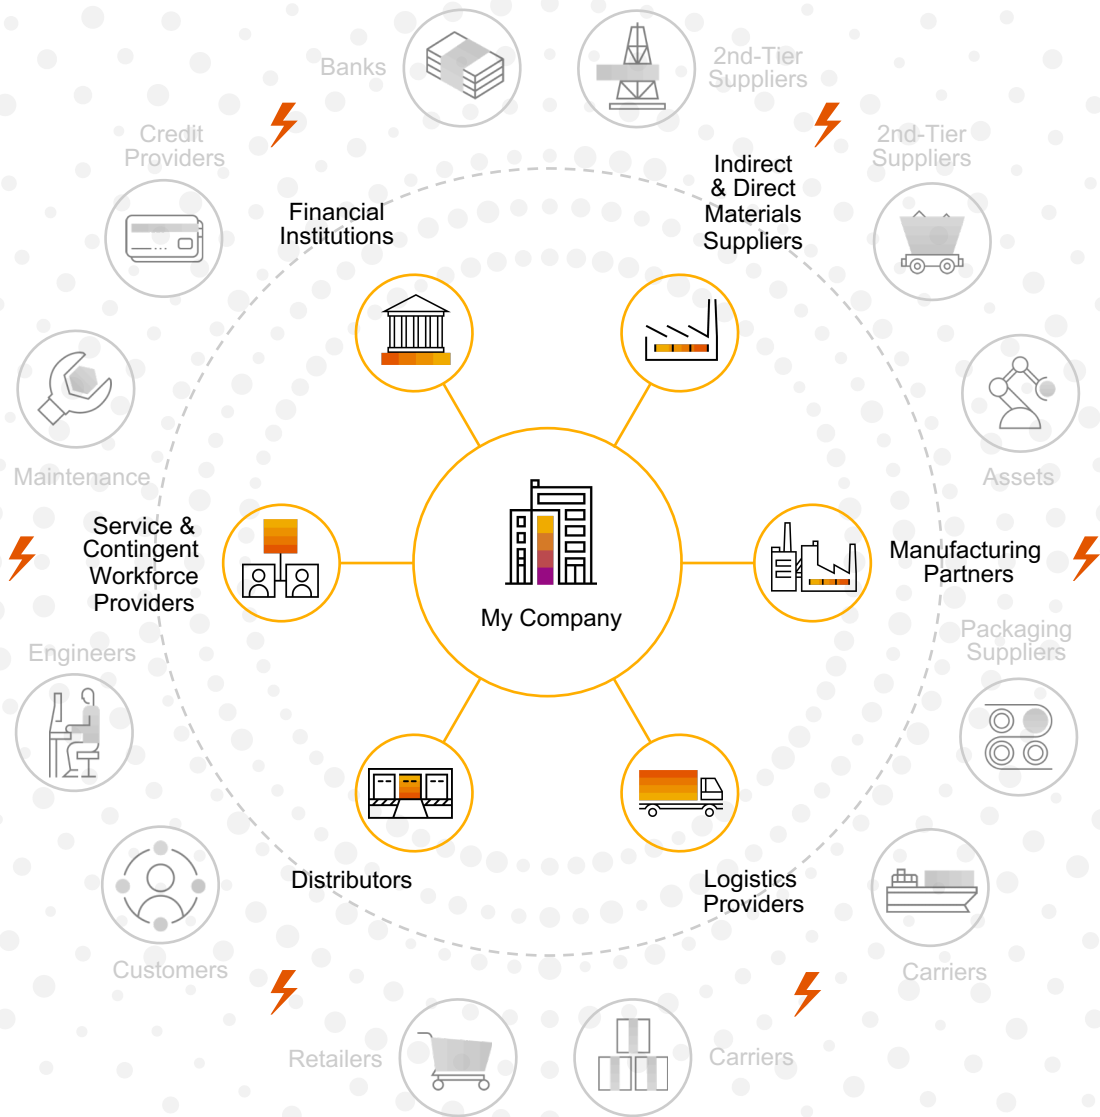 Banks
2nd-Tier
Suppliers
Credit
Providers
2nd-Tier
Suppliers
Indirect
& Direct
Materials
Suppliers
Financial
Institutions
Maintenance
Assets
Service &
Contingent
Workforce
Providers
Manufacturing
Partners
My Company
Engineers
Packaging
Suppliers
Distributors
Logistics
Providers
Customers
Carriers
Retailers
Carriers